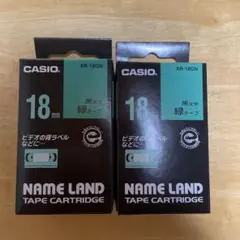 CASIO
XR-18GN
18mm
黒文字
緑テープ
ビデオの背ラベル
などに…
NAME LAND
TAPE CARTRIDGE
CASIO
XR-18GN
18mm
黒文字
緑テープ
ビデオの背ラベル
などに…
NAME LAND
TAPE CARTRIDGE